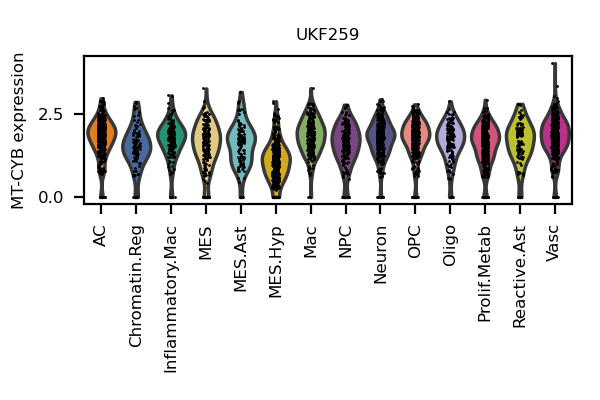 UKF259
MT-CYB expression
2.5
0.0
AC
Chromatin.Reg
Inflammatory.Mac
MES
MES.Ast
MES.Hyp
Mac
NPC
Neuron
OPC
Oligo
Prolif.Metab
Reactive.Ast
Vasc